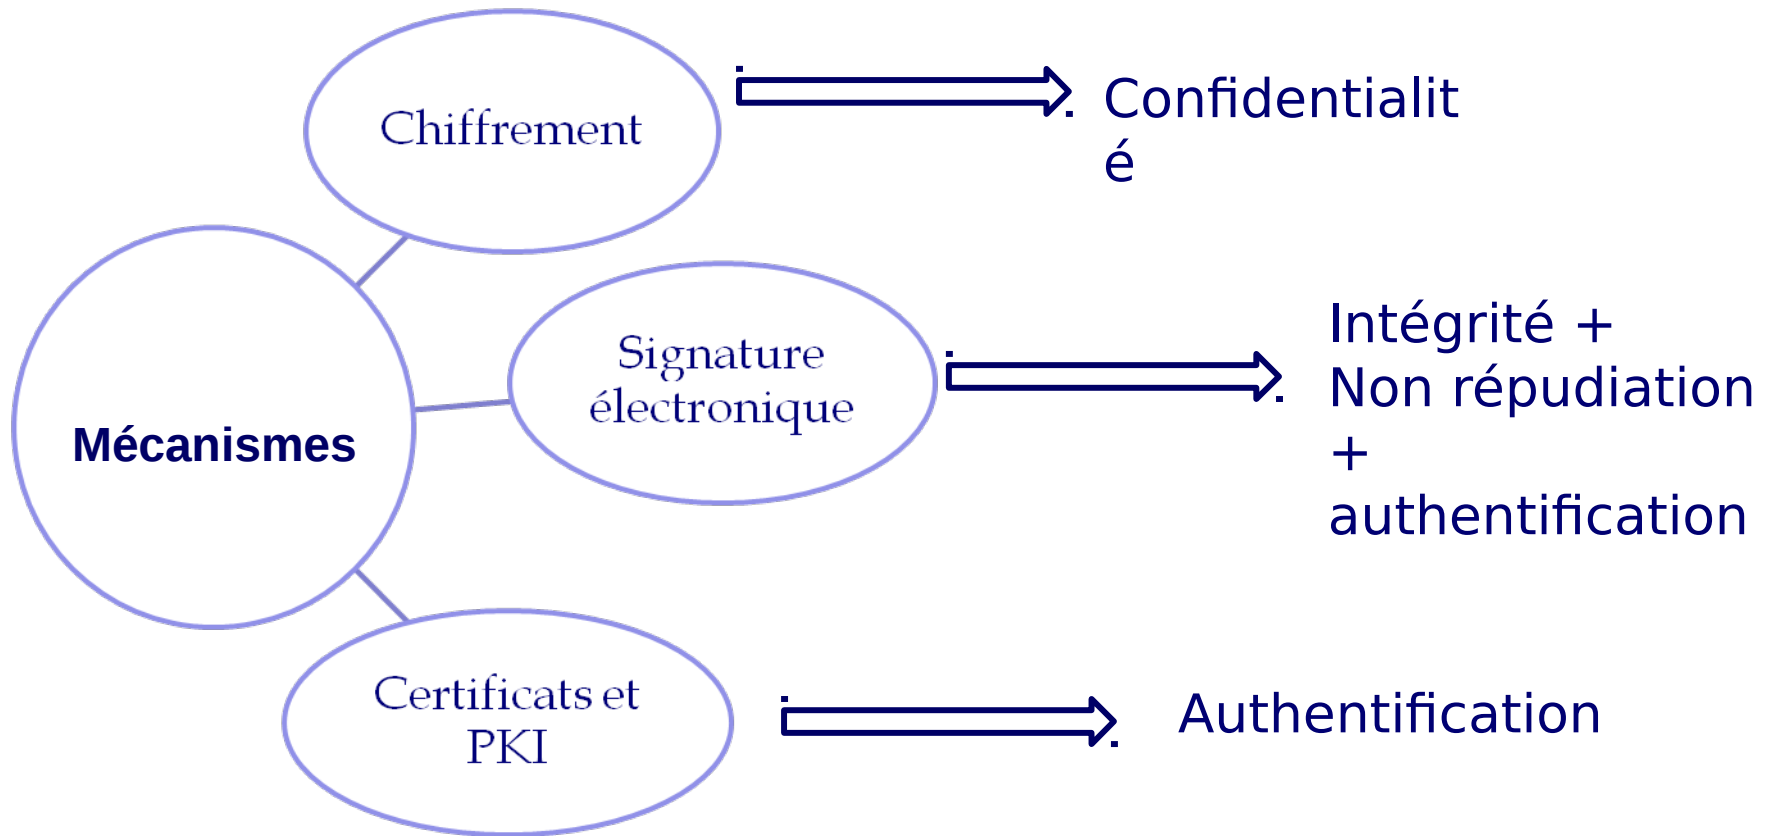 Chiffrement
Confidentialit
é
Mécanismes
Signature
électronique
Intégrité +
Non répudiation
+
authentification
Certificats et
PKI
Authentification